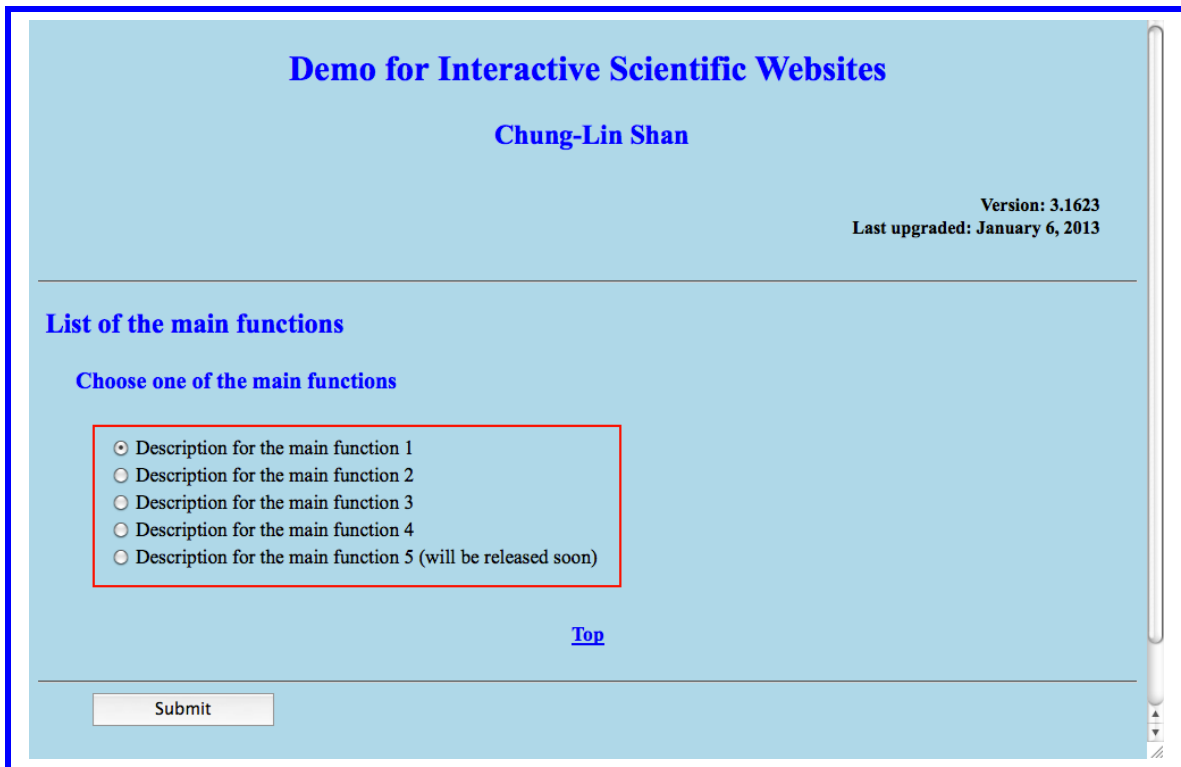 Demo for Interactive Scientific Websites
Chung-Lin Shan
Version: 3.1623
Last upgraded: January 6, 2013
List of the main functions
Choose one of the main functions
Description for the main function 1
Description for the main function 2
Description for the main function 3
Description for the main function 4
Description for the main function 5 (will be released soon)
Top
Submit